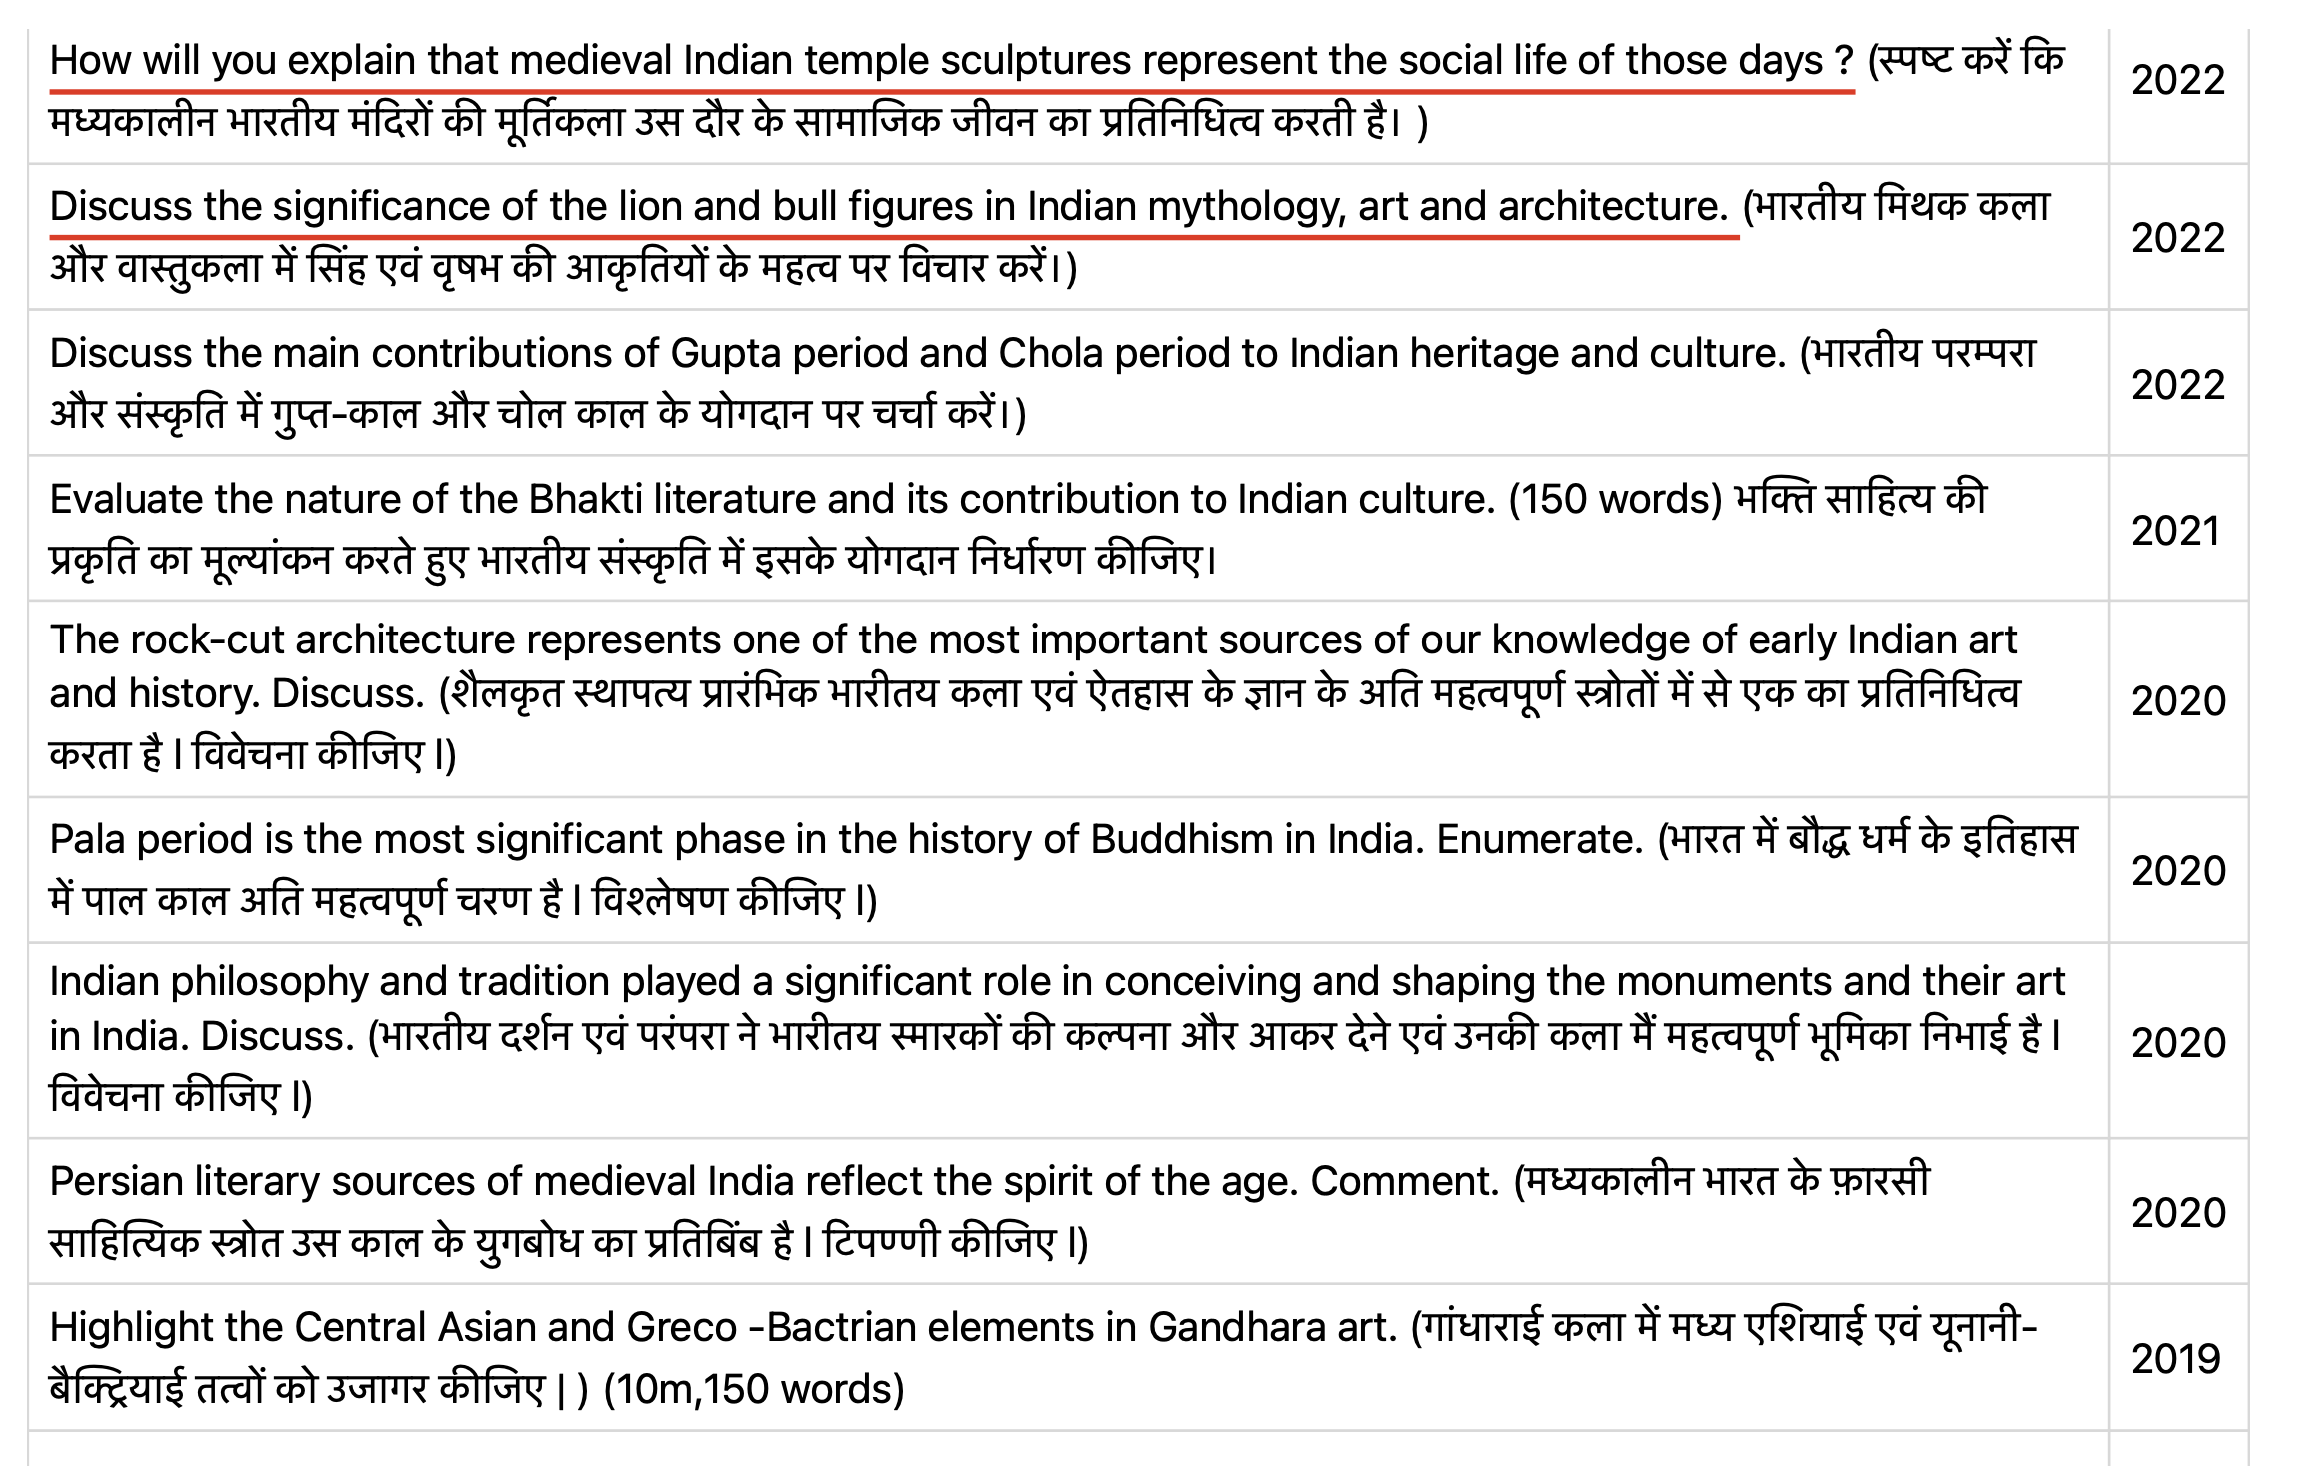 How will you explain that medieval Indian temple sculptures represent the social life of those days ? (स्पष्ट करें कि
मध्यकालीन भारतीय मंदिरों की मूर्तिकला उस दौर के सामाजिक जीवन का प्रतिनिधित्व करती है। )
2022
Discuss the significance of the lion and bull figures in Indian mythology, art and architecture. (भारतीय मिथक कला
और वास्तुकला में सिंह एवं वृषभ की आकृतियों के महत्व पर विचार करें।)
2022
Discuss the main contributions of Gupta period and Chola period to Indian heritage and culture. (भारतीय परम्परा
और संस्कृति में गुप्त-काल और चोल काल के योगदान पर चर्चा करें।)
2022
Evaluate the nature of the Bhakti literature and its contribution to Indian culture. (150 words) भक्ति साहित्य की
प्रकृति का मूल्यांकन करते हुए भारतीय संस्कृति में इसके योगदान निर्धारण कीजिए।
2021
The rock-cut architecture represents one of the most important sources of our knowledge of early Indian art
and history. Discuss. (शैलकृत स्थापत्य प्रारंभिक भारीतय कला एवं ऐतहास के ज्ञान के अति महत्वपूर्ण स्त्रोतों में से एक का प्रतिनिधित्व
करता है l विवेचना कीजिए l)
2020
Pala period is the most significant phase in the history of Buddhism in India. Enumerate. (भारत में बौद्ध धर्म के इतिहास
में पाल काल अति महत्वपूर्ण चरण है l विश्लेषण कीजिए l)
2020
Indian philosophy and tradition played a significant role in conceiving and shaping the monuments and their art
in India. Discuss. (भारतीय दर्शन एवं परंपरा ने भारीतय स्मारकों की कल्पना और आकर देने एवं उनकी कला मैं महत्वपूर्ण भूमिका निभाई है l
विवेचना कीजिए l)
2020
Persian literary sources of medieval India reflect the spirit of the age. Comment. (मध्यकालीन भारत के फ़ारसी
साहित्यिक स्त्रोत उस काल के युगबोध का प्रतिबिंब है l टिपण्णी कीजिए l)
2020
Highlight the Central Asian and Greco -Bactrian elements in Gandhara art. (गांधाराई कला में मध्य एशियाई एवं यूनानी-
बैक्ट्रियाई तत्वों को उजागर कीजिए | ) (10m,150 words)
2019